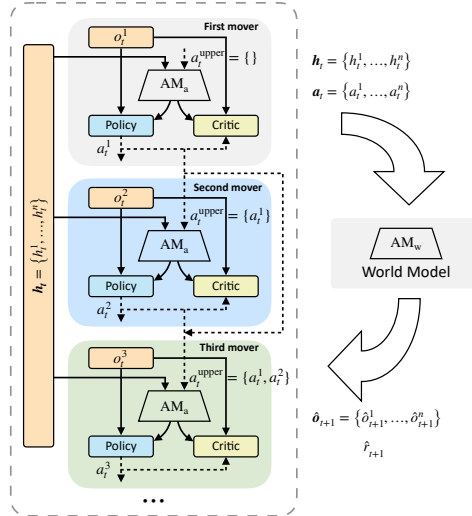 First mover
o_t^1
a_t^upper = {}
AM_a
Policy
Critic
a_t^1
Second mover
o_t^2
a_t^upper = {a_t^1}
AM_a
Policy
Critic
a_t^2
Third mover
o_t^3
a_t^upper = {a_t^1, a_t^2}
AM_a
Policy
Critic
a_t^3
...
h_t = {h_t^1, ..., h_t^n}
h_t = {h_t^1, ..., h_t^n}
a_t = {a_t^1, ..., a_t^n}
AM_w
World Model
ô_{t+1} = {ô_{t+1}^1, ..., ô_{t+1}^n}
r̂_{t+1}